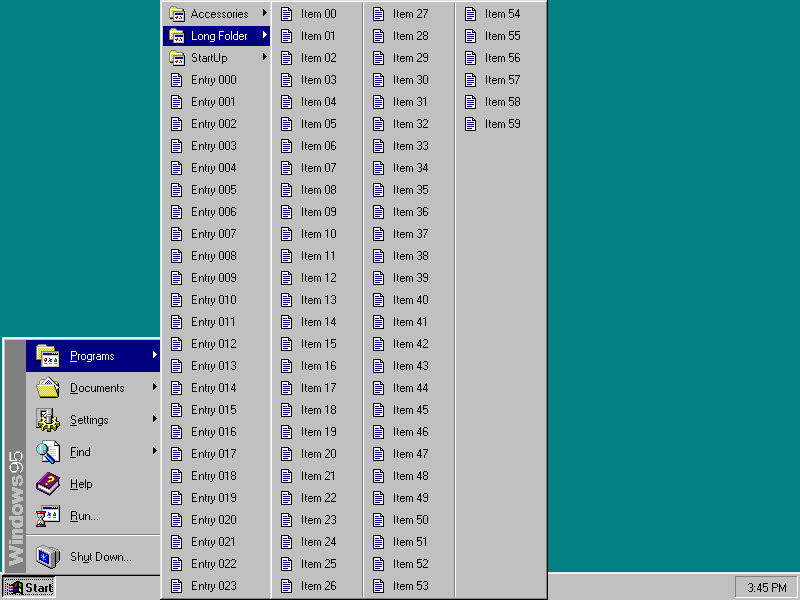 Accessories
Long Folder
StartUp
Entry 000
Entry 001
Entry 002
Entry 003
Entry 004
Entry 005
Entry 006
Entry 007
Entry 008
Entry 009
Entry 010
Entry 011
Entry 012
Entry 013
Entry 014
Entry 015
Entry 016
Entry 017
Entry 018
Entry 019
Entry 020
Entry 021
Entry 022
Entry 023
Item 00
Item 01
Item 02
Item 03
Item 04
Item 05
Item 06
Item 07
Item 08
Item 09
Item 10
Item 11
Item 12
Item 13
Item 14
Item 15
Item 16
Item 17
Item 18
Item 19
Item 20
Item 21
Item 22
Item 23
Item 24
Item 25
Item 26
Item 27
Item 28
Item 29
Item 30
Item 31
Item 32
Item 33
Item 34
Item 35
Item 36
Item 37
Item 38
Item 39
Item 40
Item 41
Item 42
Item 43
Item 44
Item 45
Item 46
Item 47
Item 48
Item 49
Item 50
Item 51
Item 52
Item 53
Item 54
Item 55
Item 56
Item 57
Item 58
Item 59
Programs
Documents
Settings
Find
Help
Run...
Shut Down...
Windows95
Start
3:45 PM